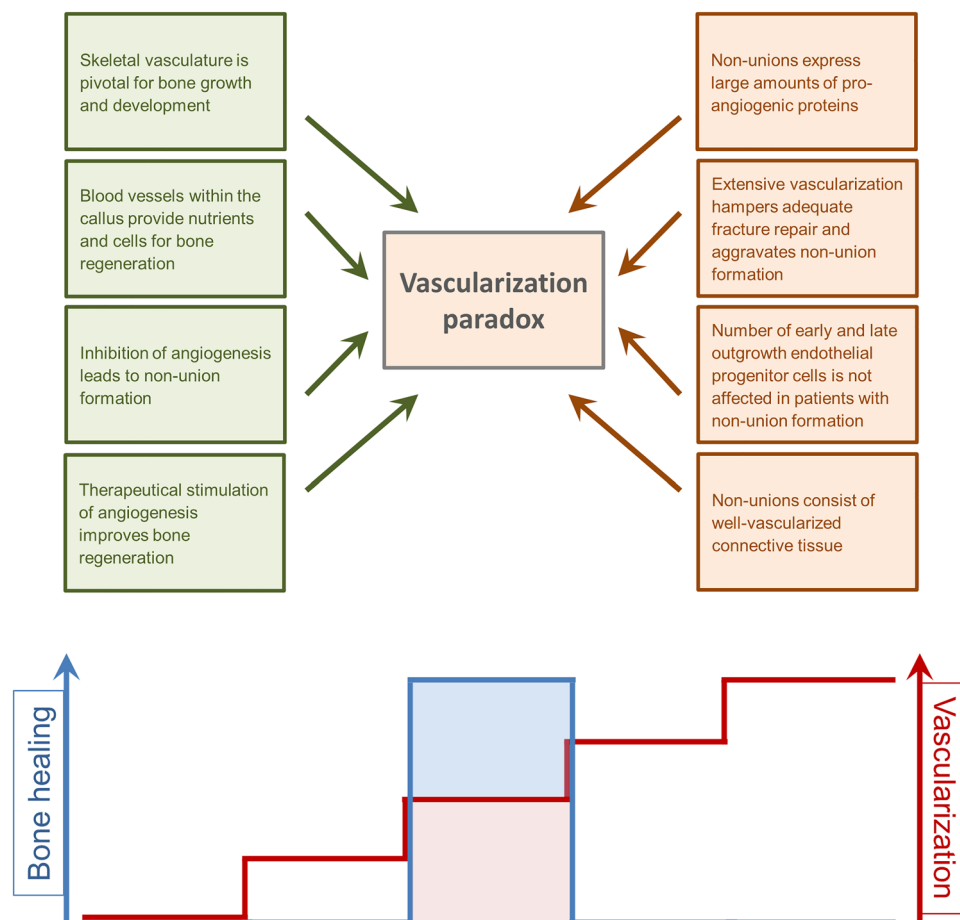 Skeletal vasculature is
pivotal for bone growth
and development
Blood vessels within the
callus provide nutrients
and cells for bone
regeneration
Inhibition of angiogenesis
leads to non-union
formation
Therapeutical stimulation
of angiogenesis
improves bone
regeneration
Vascularization
paradox
Non-unions express
large amounts of pro-
angiogenic proteins
Extensive vascularization
hampers adequate
fracture repair and
aggravates non-union
formation
Number of early and late
outgrowth endothelial
progenitor cells is not
affected in patients with
non-union formation
Non-unions consist of
well-vascularized
connective tissue
Bone healing
Vascularization